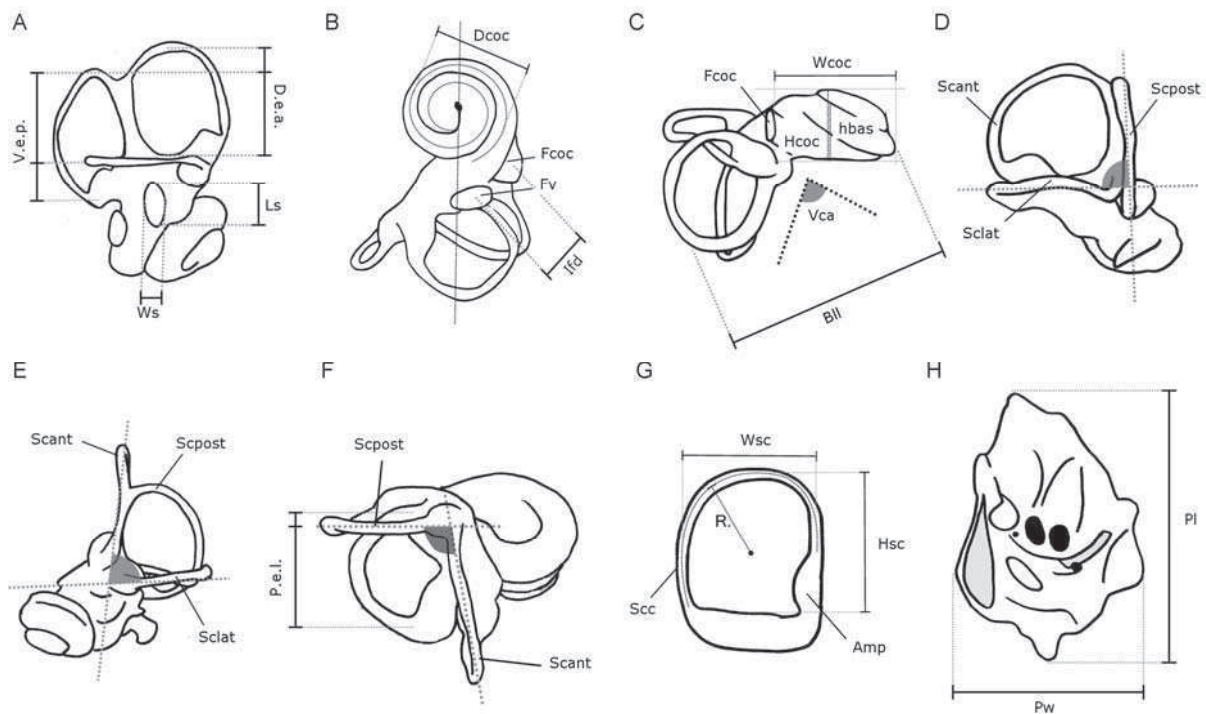 A
V.e.p.
D.e.a.
Ls
Ws
B
Dcoc
Fcoc
Fv
Ifd
C
Wcoc
Fcoc
Hcoc
hbas
Vca
Bll
D
Scant
Scpost
Sclat
E
Scant
Scpost
Sclat
F
Scpost
P.e.l.
Scant
G
Wsc
R.
Hsc
Scc
Amp
H
Pl
Pw